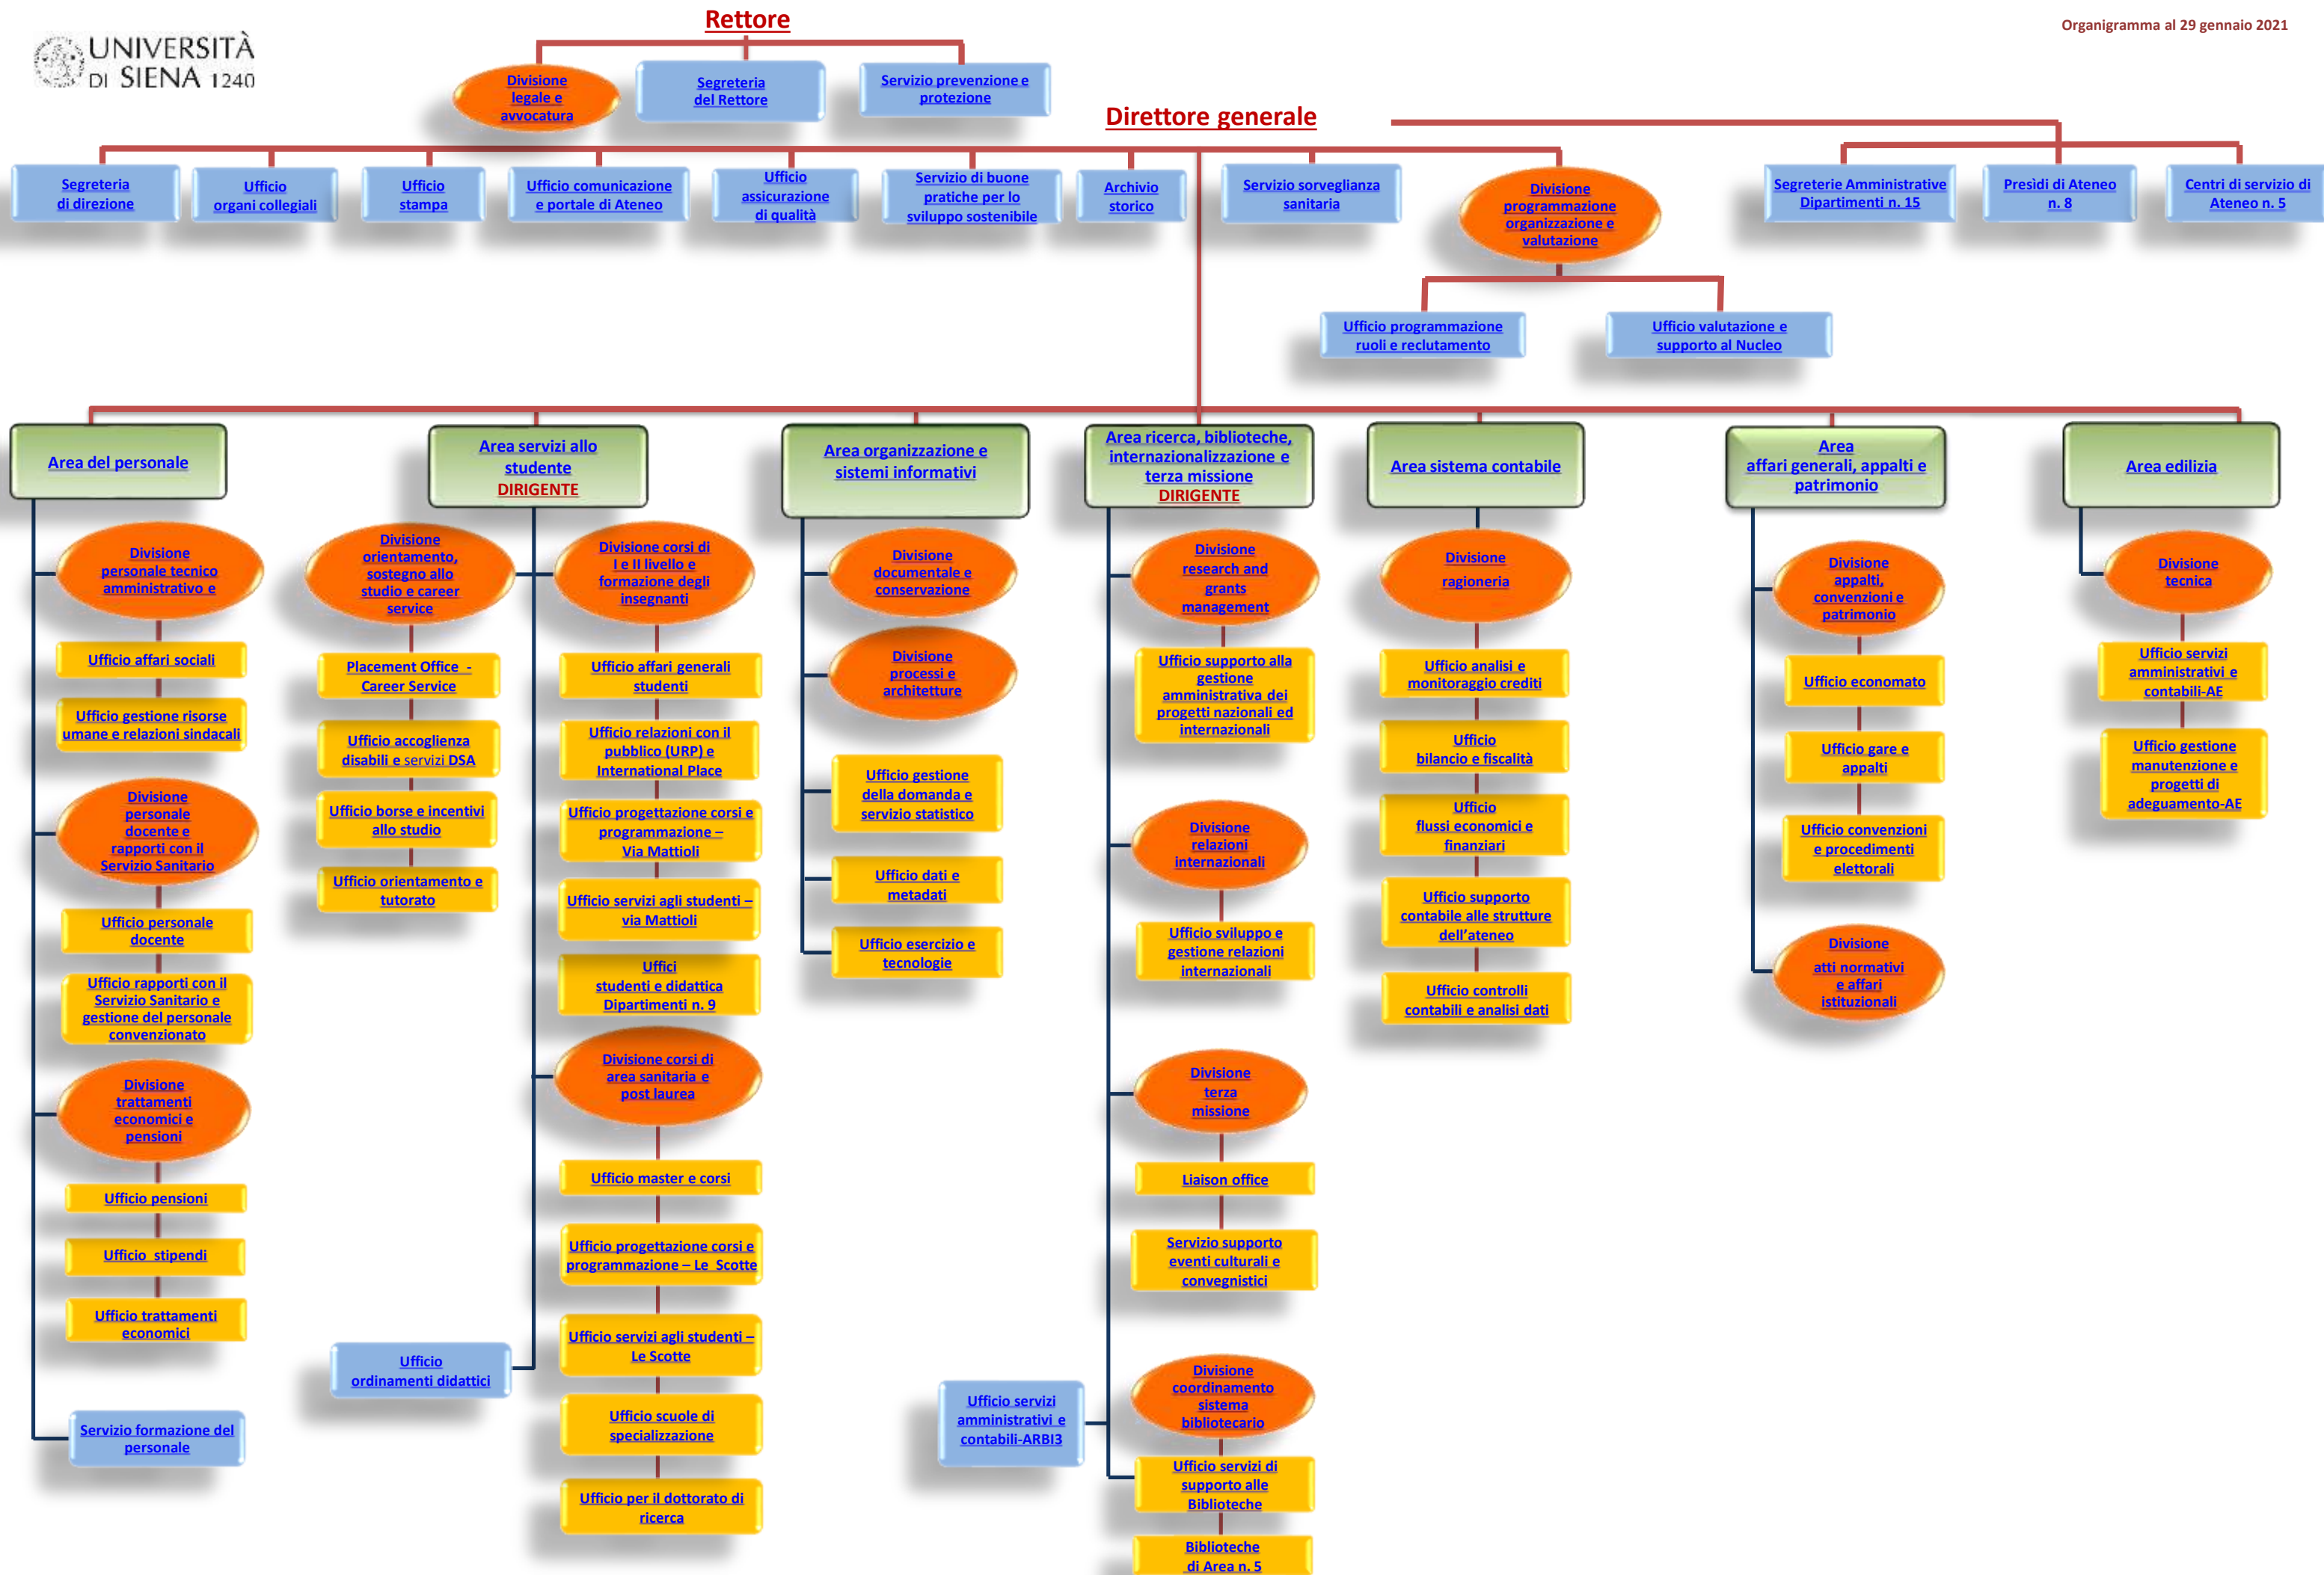 Rettore
Organigramma al 29 gennaio 2021
UNIVERSITÀ
DI SIENA 1240
Divisione
legale e
avvocatura
Segreteria
del Rettore
Servizio prevenzione e
protezione
Direttore generale
Segreteria
di direzione
Ufficio
organi collegiali
Ufficio
stampa
Ufficio comunicazione
e portale di Ateneo
Ufficio
assicurazione
di qualità
Servizio di buone
pratiche per lo
sviluppo sostenibile
Archivio
storico
Servizio sorveglianza
sanitaria
Divisione
programmazione
organizzazione e
valutazione
Segreterie Amministrative
Dipartimenti n. 15
Presìdi di Ateneo
n. 8
Centri di servizio di
Ateneo n. 5
Ufficio programmazione
ruoli e reclutamento
Ufficio valutazione e
supporto al Nucleo
Area del personale
Divisione
personale tecnico
amministrativo e
Ufficio affari sociali
Ufficio gestione risorse
umane e relazioni sindacali
Divisione
personale
docente e
rapporti con il
Servizio Sanitario
Ufficio personale
docente
Ufficio rapporti con il
Servizio Sanitario e
gestione del personale
convenzionato
Divisione
trattamenti
economici e
pensioni
Ufficio pensioni
Ufficio stipendi
Ufficio trattamenti
economici
Servizio formazione del
personale
Area servizi allo
studente
DIRIGENTE
Divisione
orientamento,
sostegno allo
studio e career
service
Placement Office -
Career Service
Ufficio accoglienza
disabili e servizi DSA
Ufficio borse e incentivi
allo studio
Ufficio orientamento e
tutorato
Divisione corsi di
I e II livello e
formazione degli
insegnanti
Ufficio affari generali
studenti
Ufficio relazioni con il
pubblico (URP) e
International Place
Ufficio progettazione corsi e
programmazione –
Via Mattioli
Ufficio servizi agli studenti –
via Mattioli
Uffici
studenti e didattica
Dipartimenti n. 9
Divisione corsi di
area sanitaria e
post laurea
Ufficio master e corsi
Ufficio progettazione corsi e
programmazione – Le Scotte
Ufficio servizi agli studenti –
Le Scotte
Ufficio scuole di
specializzazione
Ufficio per il dottorato di
ricerca
Ufficio
ordinamenti didattici
Area organizzazione e
sistemi informativi
Divisione
documentale e
conservazione
Divisione
processi e
architetture
Ufficio gestione
della domanda e
servizio statistico
Ufficio dati e
metadati
Ufficio esercizio e
tecnologie
Area ricerca, biblioteche,
internazionalizzazione e
terza missione
DIRIGENTE
Divisione
research and
grants
management
Ufficio supporto alla
gestione
amministrativa dei
progetti nazionali ed
internazionali
Divisione
relazioni
internazionali
Ufficio sviluppo e
gestione relazioni
internazionali
Divisione
terza
missione
Liaison office
Servizio supporto
eventi culturali e
convegnistici
Divisione
coordinamento
sistema
bibliotecario
Ufficio servizi
amministrativi e
contabili-ARBI3
Ufficio servizi di
supporto alle
Biblioteche
Biblioteche
di Area n. 5
Area sistema contabile
Divisione
ragioneria
Ufficio analisi e
monitoraggio crediti
Ufficio
bilancio e fiscalità
Ufficio
flussi economici e
finanziari
Ufficio supporto
contabile alle strutture
dell’ateneo
Ufficio controlli
contabili e analisi dati
Area
affari generali, appalti e
patrimonio
Divisione
appalti,
convenzioni e
patrimonio
Ufficio economato
Ufficio gare e
appalti
Ufficio convenzioni
e procedimenti
elettorali
Divisione
atti normativi
e affari
istituzionali
Area edilizia
Divisione
tecnica
Ufficio servizi
amministrativi e
contabili-AE
Ufficio gestione
manutenzione e
progetti di
adeguamento-AE